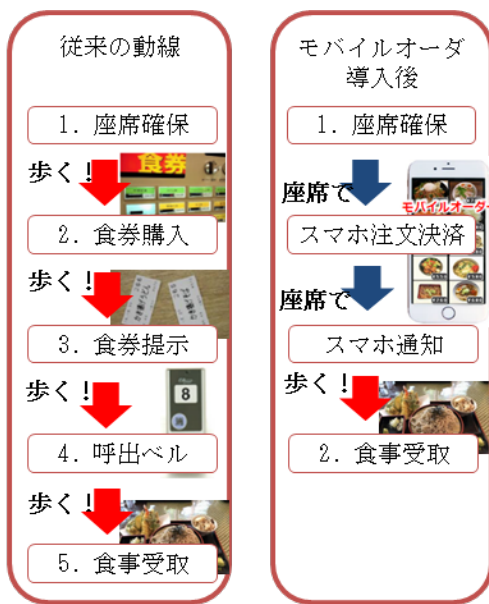 従来の動線
1. 座席確保
歩く!
食券
2. 食券購入
歩く!
3. 食券提示
歩く!
8
4. 呼出ベル
歩く!
5. 食事受取
モバイルオーダ
導入後
1. 座席確保
座席で
モバイルオーダー
スマホ注文決済
座席で
スマホ通知
歩く!
2. 食事受取